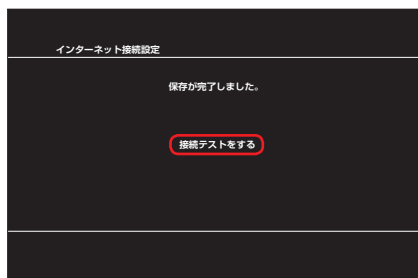 インターネット接続設定
保存が完了しました。
接続テストをする